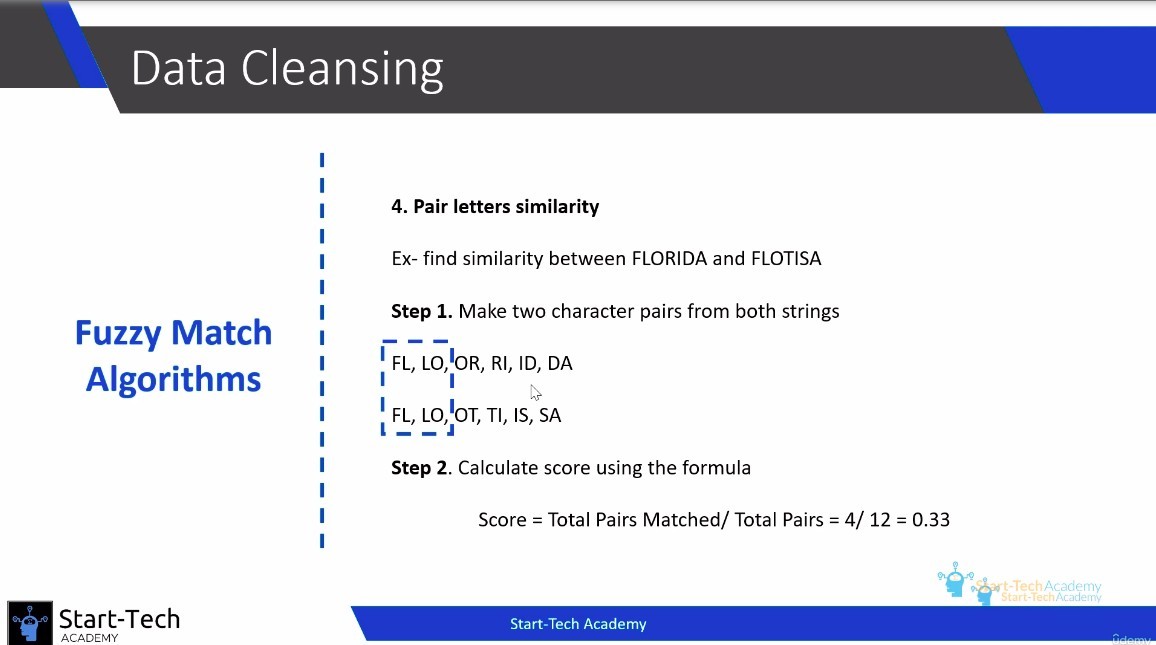 Data Cleansing
Fuzzy Match
Algorithms
4. Pair letters similarity
Ex- find similarity between FLORIDA and FLOTISA
Step 1. Make two character pairs from both strings
FL, LO, OR, RI, ID, DA
FL, LO, OT, TI, IS, SA
Step 2. Calculate score using the formula
Score = Total Pairs Matched/ Total Pairs = 4/ 12 = 0.33
Start-Tech Academy
Start-Tech Academy
Start-Tech
ACADEMY
Start-Tech Academy
ûdemy